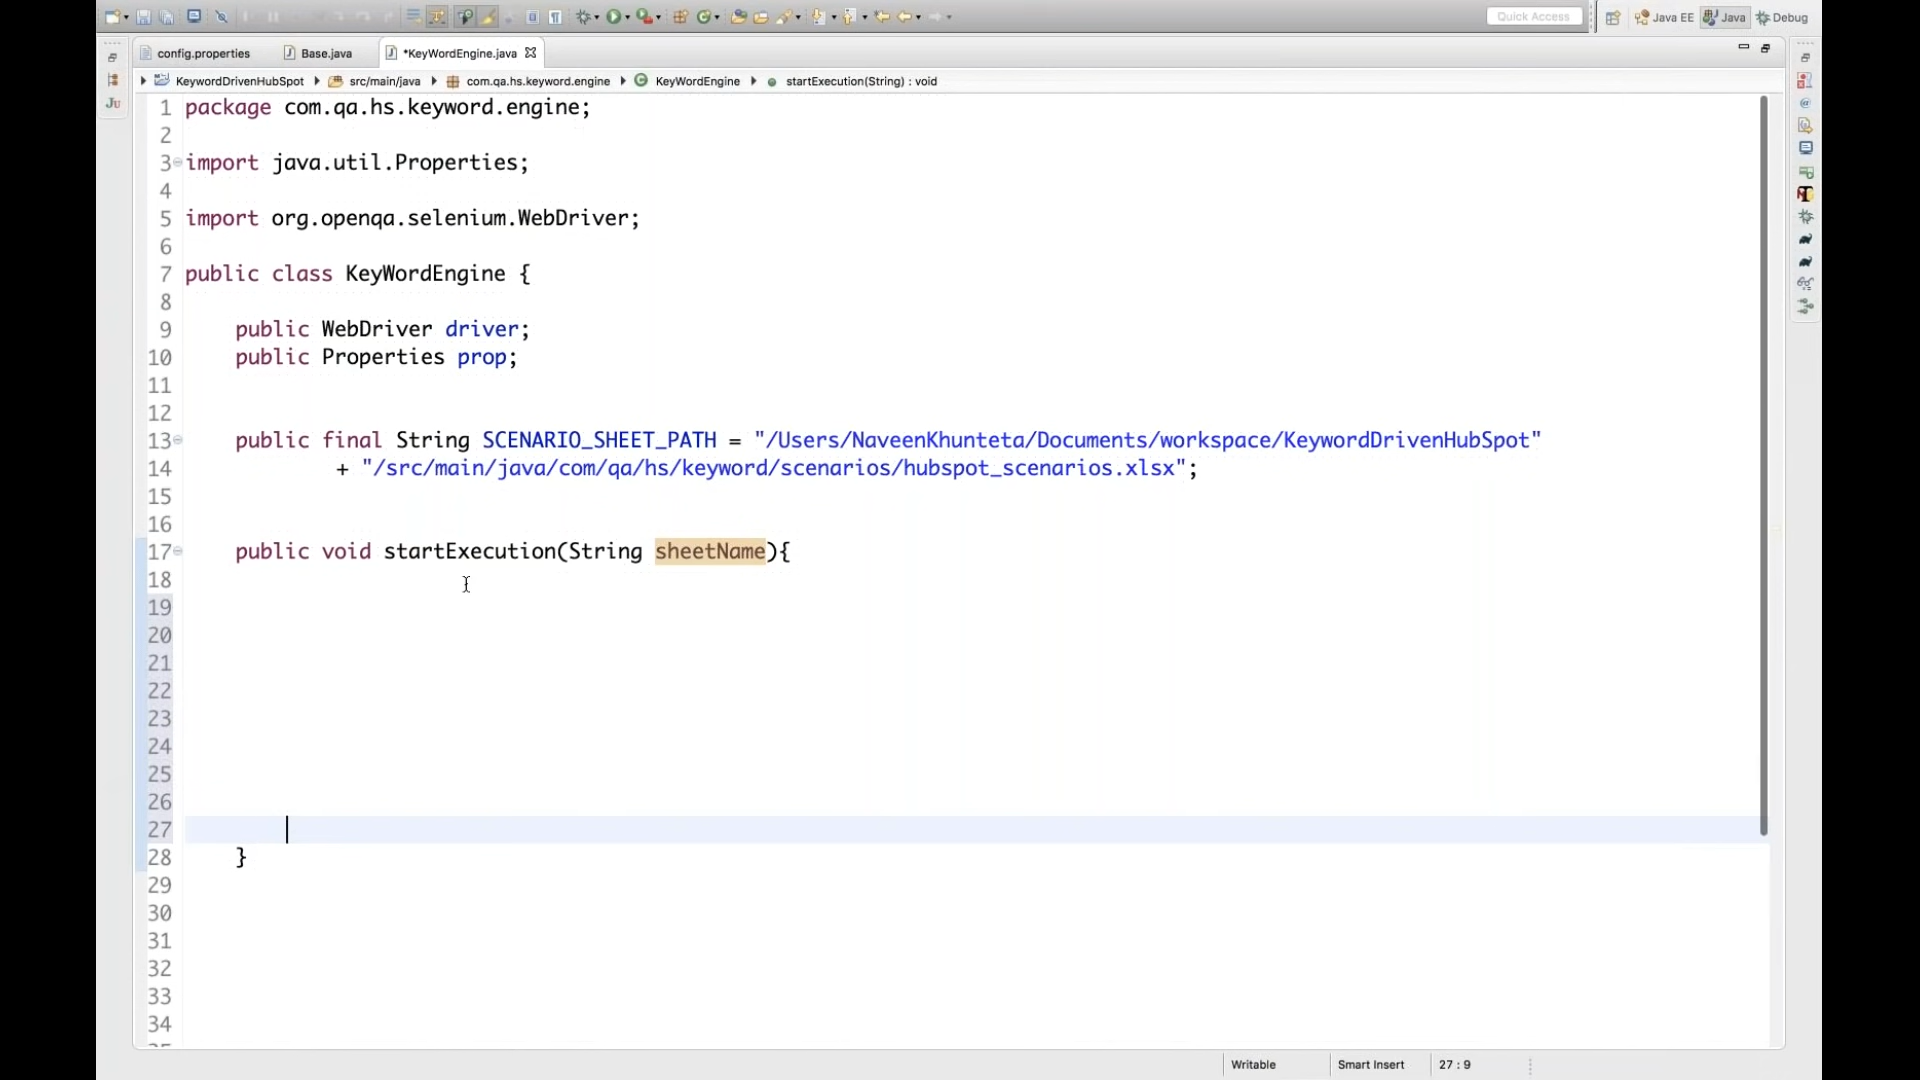 Quick Access
Java EE
Java
Debug
config.properties
Base.java
*KeyWordEngine.java
KeywordDrivenHubSpot
src/main/java
com.qa.hs.keyword.engine
KeyWordEngine
startExecution(String) : void
Ju
1 package com.qa.hs.keyword.engine;
2
3 import java.util.Properties;
4
5 import org.openqa.selenium.WebDriver;
6
7 public class KeyWordEngine {
8
9 public WebDriver driver;
10 public Properties prop;
11
12
13 public final String SCENARIO_SHEET_PATH = "/Users/NaveenKhunteta/Documents/workspace/KeywordDrivenHubSpot"
14 + "/src/main/java/com/qa/hs/keyword/scenarios/hubspot_scenarios.xlsx";
15
16
17 public void startExecution(String sheetName){
18
19
20
21
22
23
24
25
26
27
28 }
29
30
31
32
33
34
Writable
Smart Insert
27 : 9